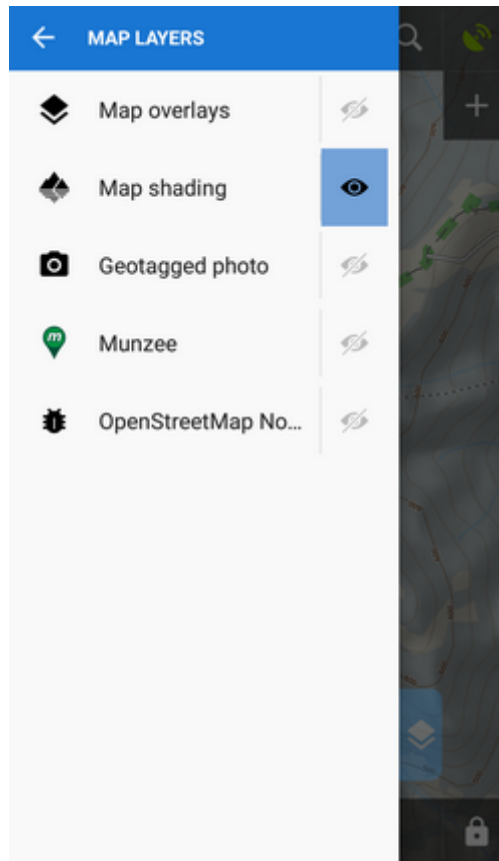 MAP LAYERS
Map overlays
Map shading
Geotagged photo
m
Munzee
OpenStreetMap No...